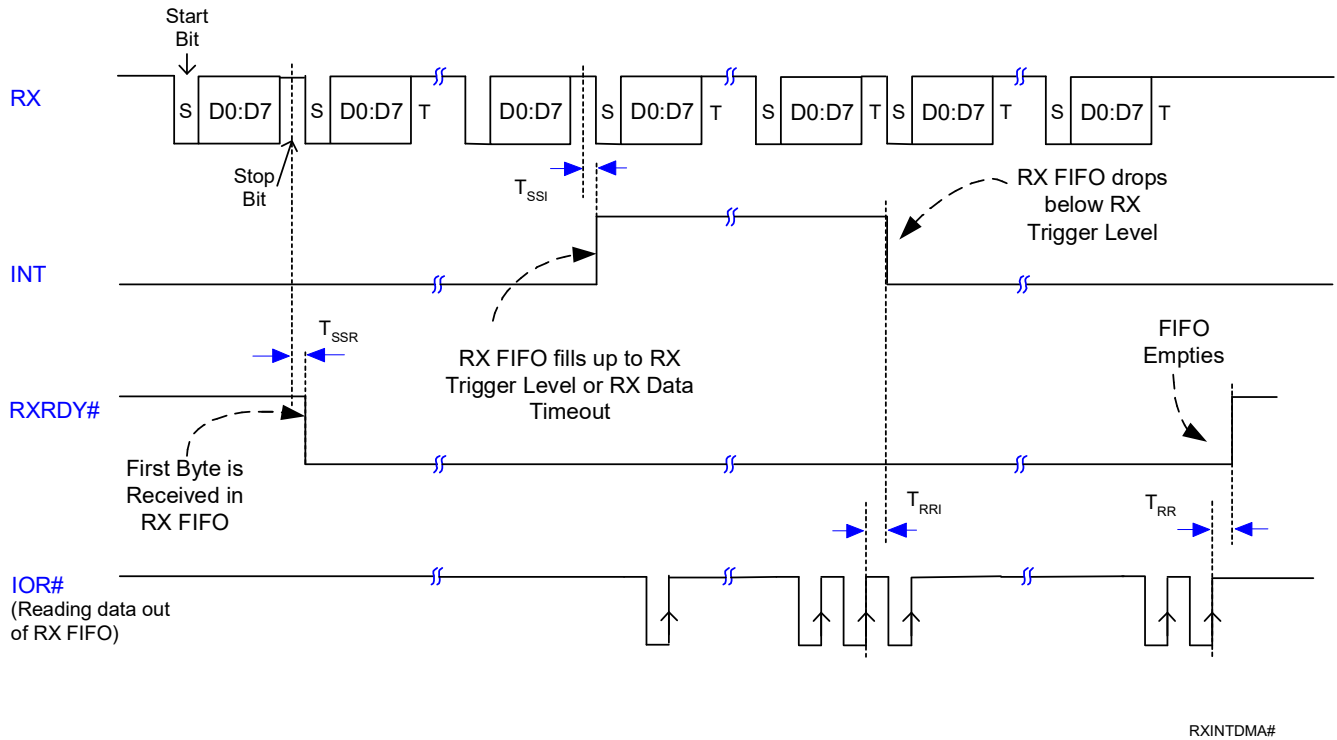 Start
Bit
RX
S D0:D7 S D0:D7 T D0:D7 S D0:D7 T S D0:D7 T S D0:D7 T S D0:D7 T
Stop
Bit
TSSI
RX FIFO drops
below RX
Trigger Level
INT
TSSR
RX FIFO fills up to RX
Trigger Level or RX Data
Timeout
FIFO
Empties
RXRDY#
First Byte is
Received in
RX FIFO
TRRI
TRR
IOR#
(Reading data out
of RX FIFO)
RXINTDMA#